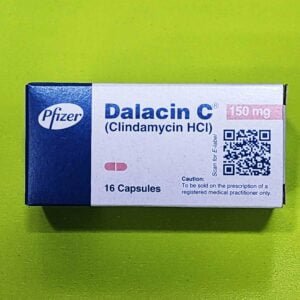 Pfizer
Dalacin C®
150 mg
(Clindamycin HCl)
Scan for E-label
16 Capsules
Caution:
To be sold on the prescription of a
registered medical practitioner only.